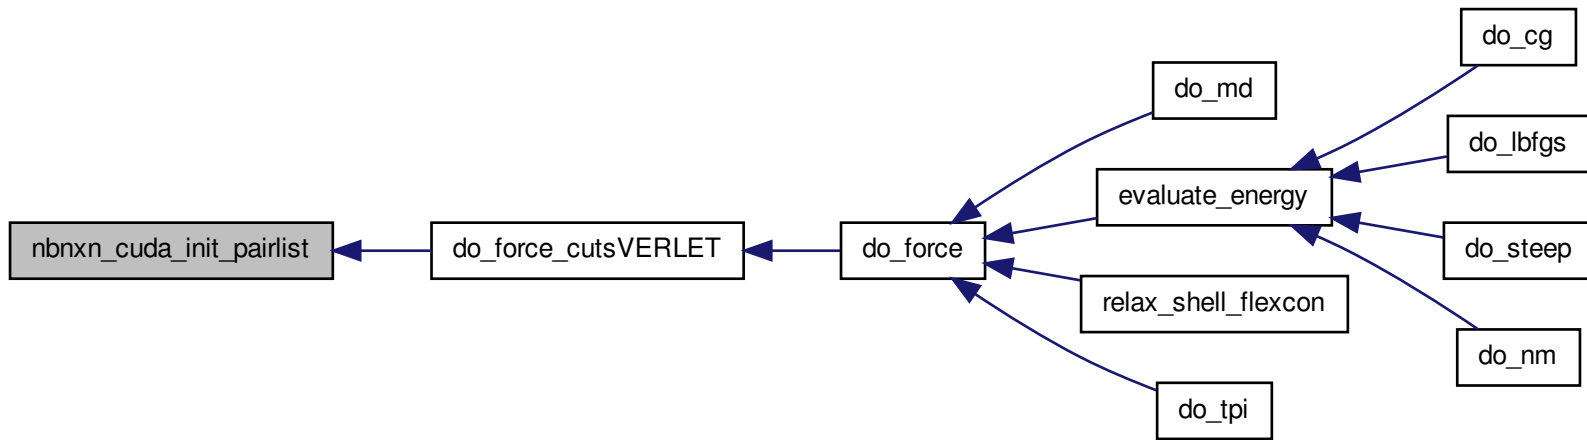 nbnxn_cuda_init_pairlist
do_force_cutsVERLET
do_force
do_md
evaluate_energy
relax_shell_flexcon
do_tpi
do_cg
do_lbfgs
do_steep
do_nm